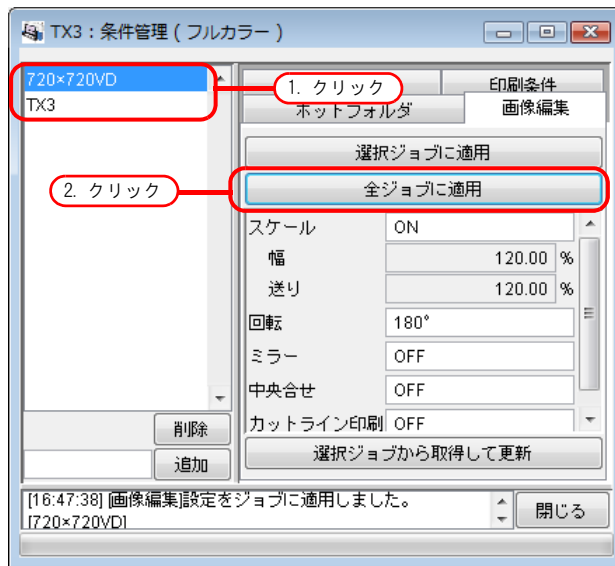 TX3：条件管理 ( フルカラー )
720×720VD
TX3
1. クリック
印刷条件
ホットフォルダ
画像編集
選択ジョブに適用
2. クリック
全ジョブに適用
スケール ON
幅 120.00 %
送り 120.00 %
回転 180°
ミラー OFF
中央合せ OFF
カットライン印刷 OFF
削除
追加
選択ジョブから取得して更新
[16:47:38] [画像編集]設定をジョブに適用しました。
[720×720VD]
閉じる